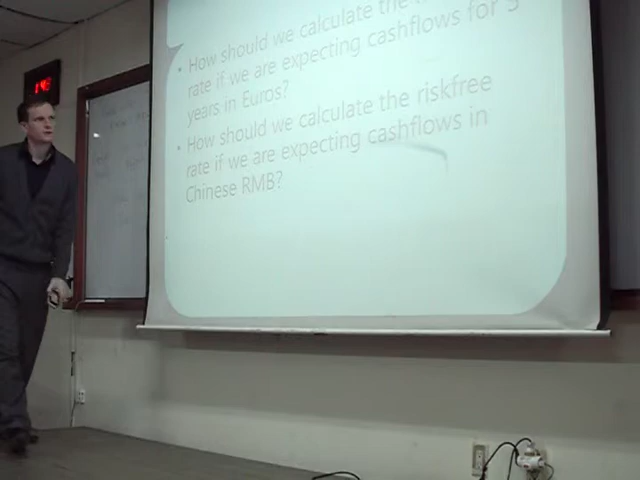 How should we calculate the
rate if we are expecting cashflows for 5
years in Euros?
How should we calculate the riskfree
rate if we are expecting cashflows in
Chinese RMB?